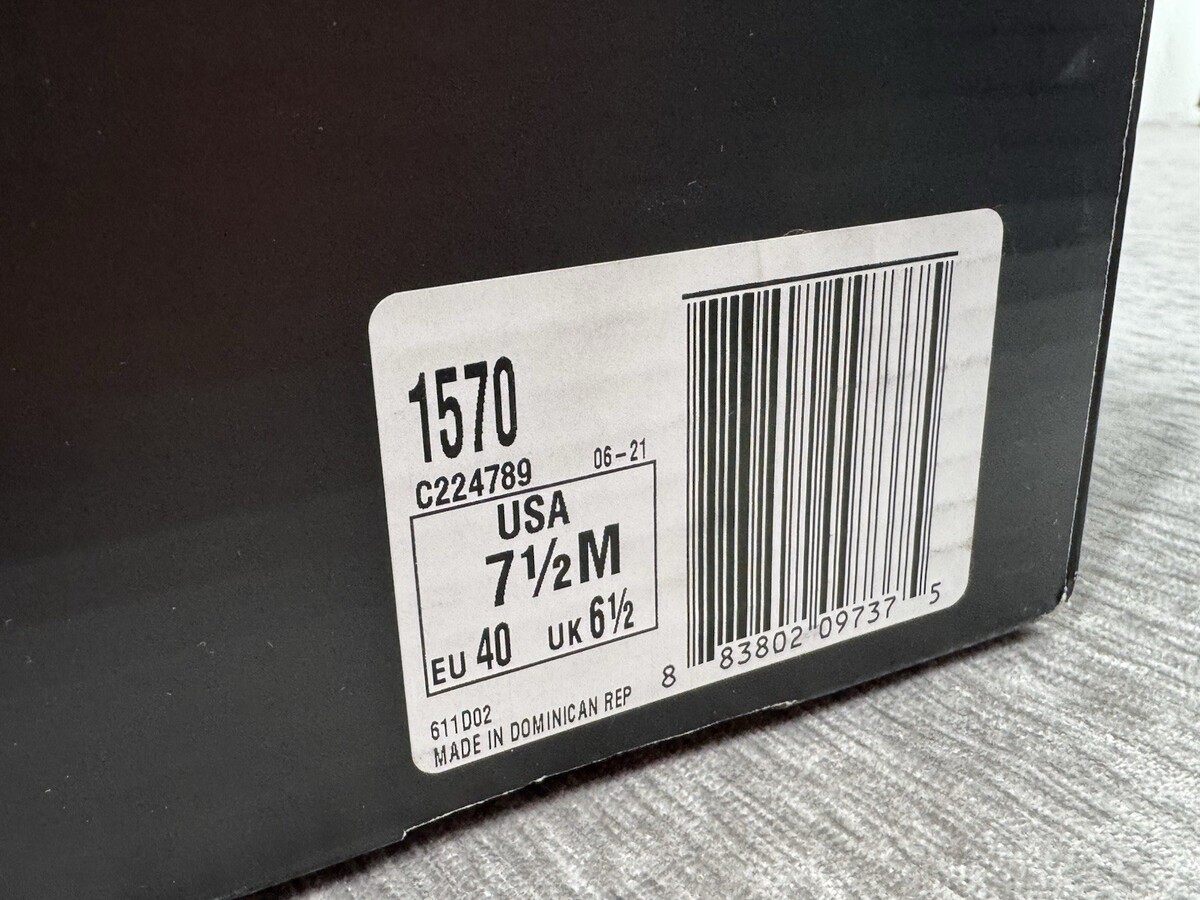 1570
C224789 06-21
USA
7½M
EU 40 UK 6½
611D02
MADE IN DOMINICAN REP
8 83802 09737 5